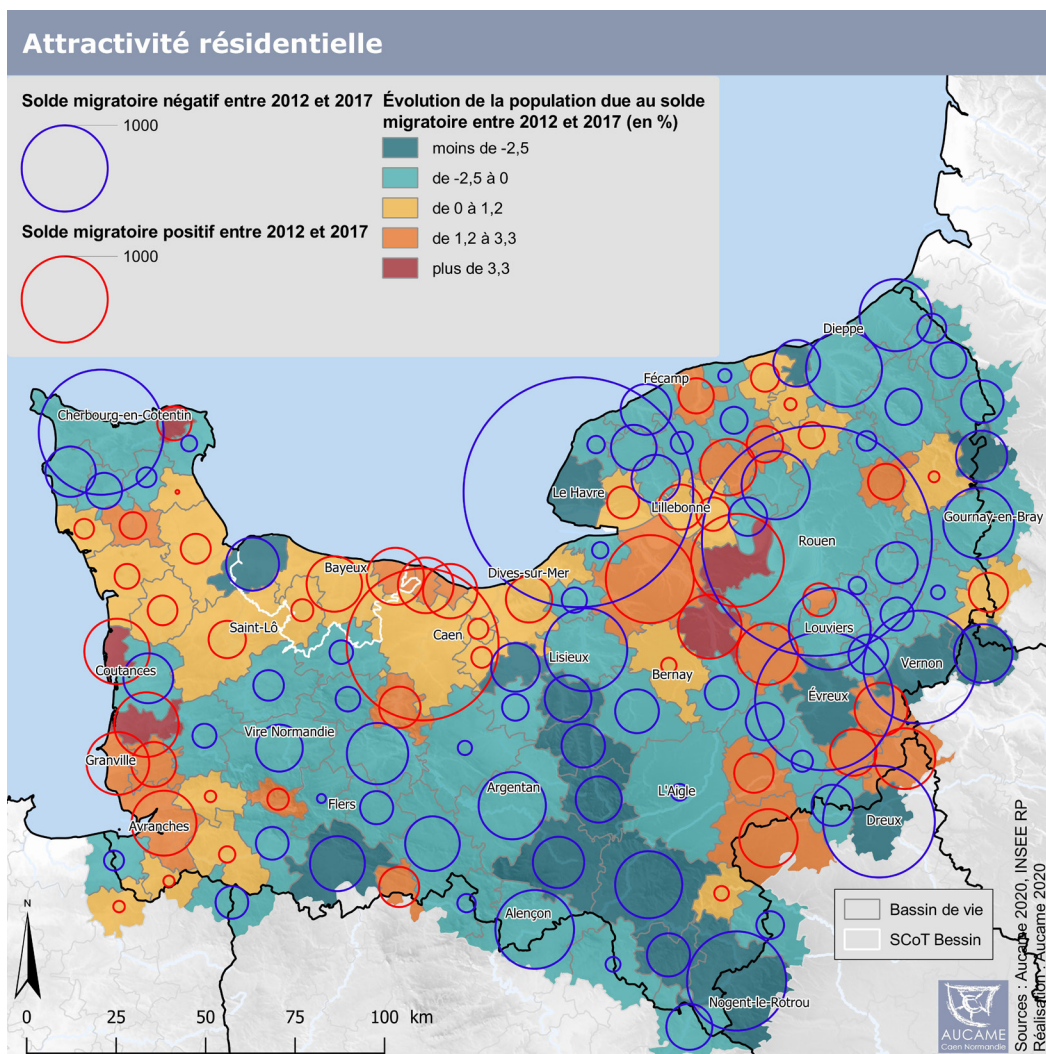 Attractivité résidentielle
Solde migratoire négatif entre 2012 et 2017
1000
Solde migratoire positif entre 2012 et 2017
1000
Évolution de la population due au solde
migratoire entre 2012 et 2017 (en %)
moins de -2,5
de -2,5 à 0
de 0 à 1,2
de 1,2 à 3,3
plus de 3,3
Dieppe
Fécamp
Cherbourg-en-Cotentin
Le Havre
Lillebonne
Gournay-en-Bray
Rouen
Bayeux
Dives-sur-Mer
Saint-Lô
Caen
Louviers
Lisieux
Coutances
Bernay
Vernon
Évreux
Vire Normandie
Granville
Argentan
L'Aigle
Flers
Avranches
Dreux
Alençon
Nogent-le-Rotrou
Bassin de vie
SCoT Bessin
N
0 25 50 75 100 km
AUCAME
Caen Normandie
Sources : Aucame 2020, INSEE RP
Réalisation : Aucame 2020